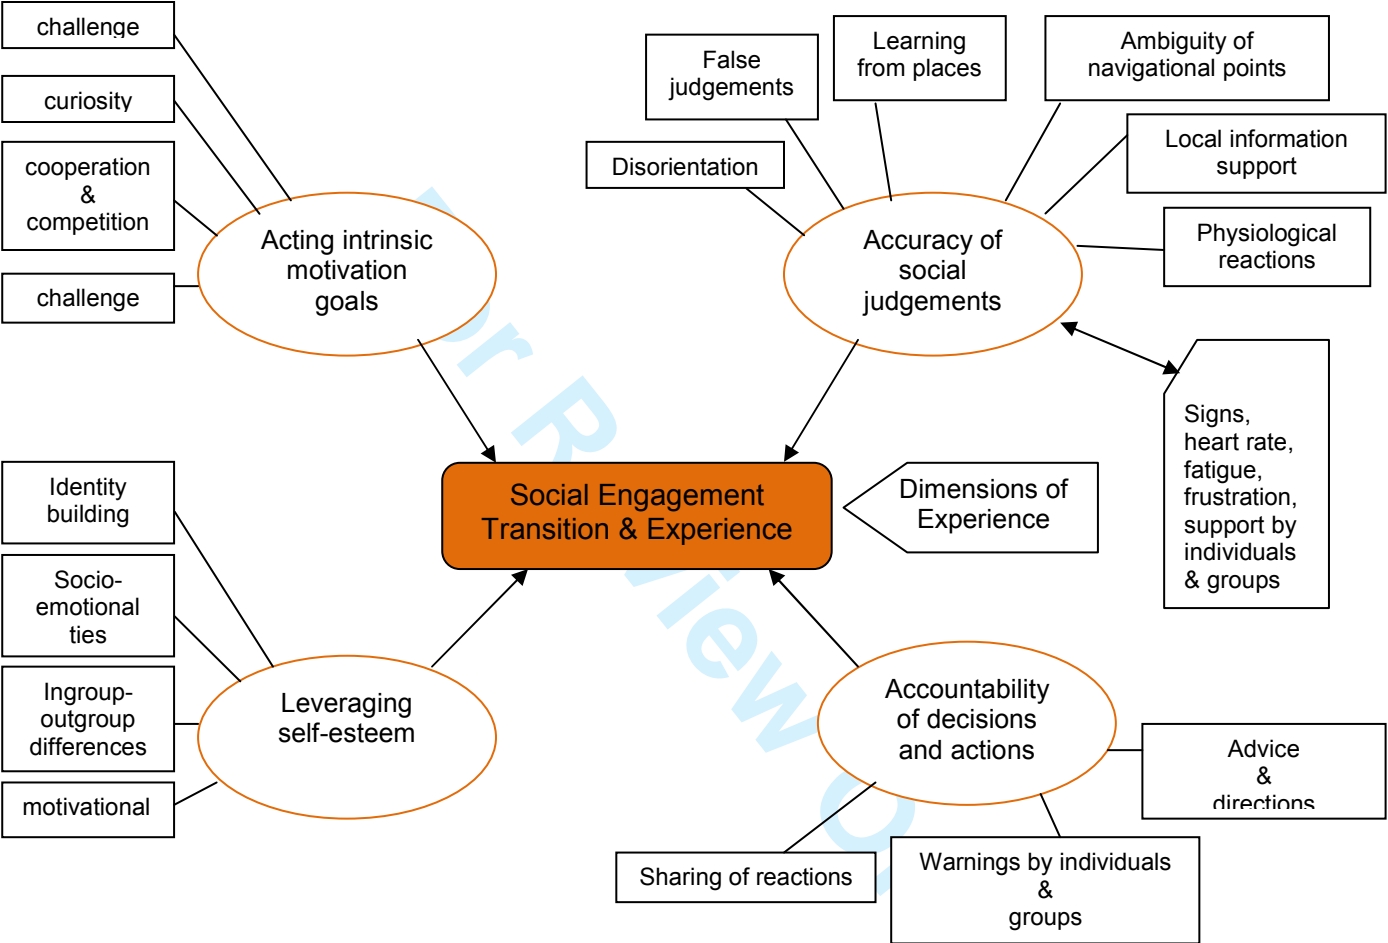 challenge
curiosity
cooperation
&
competition
challenge
Acting intrinsic
motivation
goals
Disorientation
False
judgements
Learning
from places
Ambiguity of
navigational points
Local information
support
Physiological
reactions
Accuracy of
social
judgements
Signs,
heart rate,
fatigue,
frustration,
support by
individuals
& groups
Social Engagement
Transition & Experience
Dimensions of
Experience
Identity
building
Socio-
emotional
ties
Ingroup-
outgroup
differences
motivational
Leveraging
self-esteem
Accountability
of decisions
and actions
Advice
&
directions
Sharing of reactions
Warnings by individuals
&
groups
or Review O